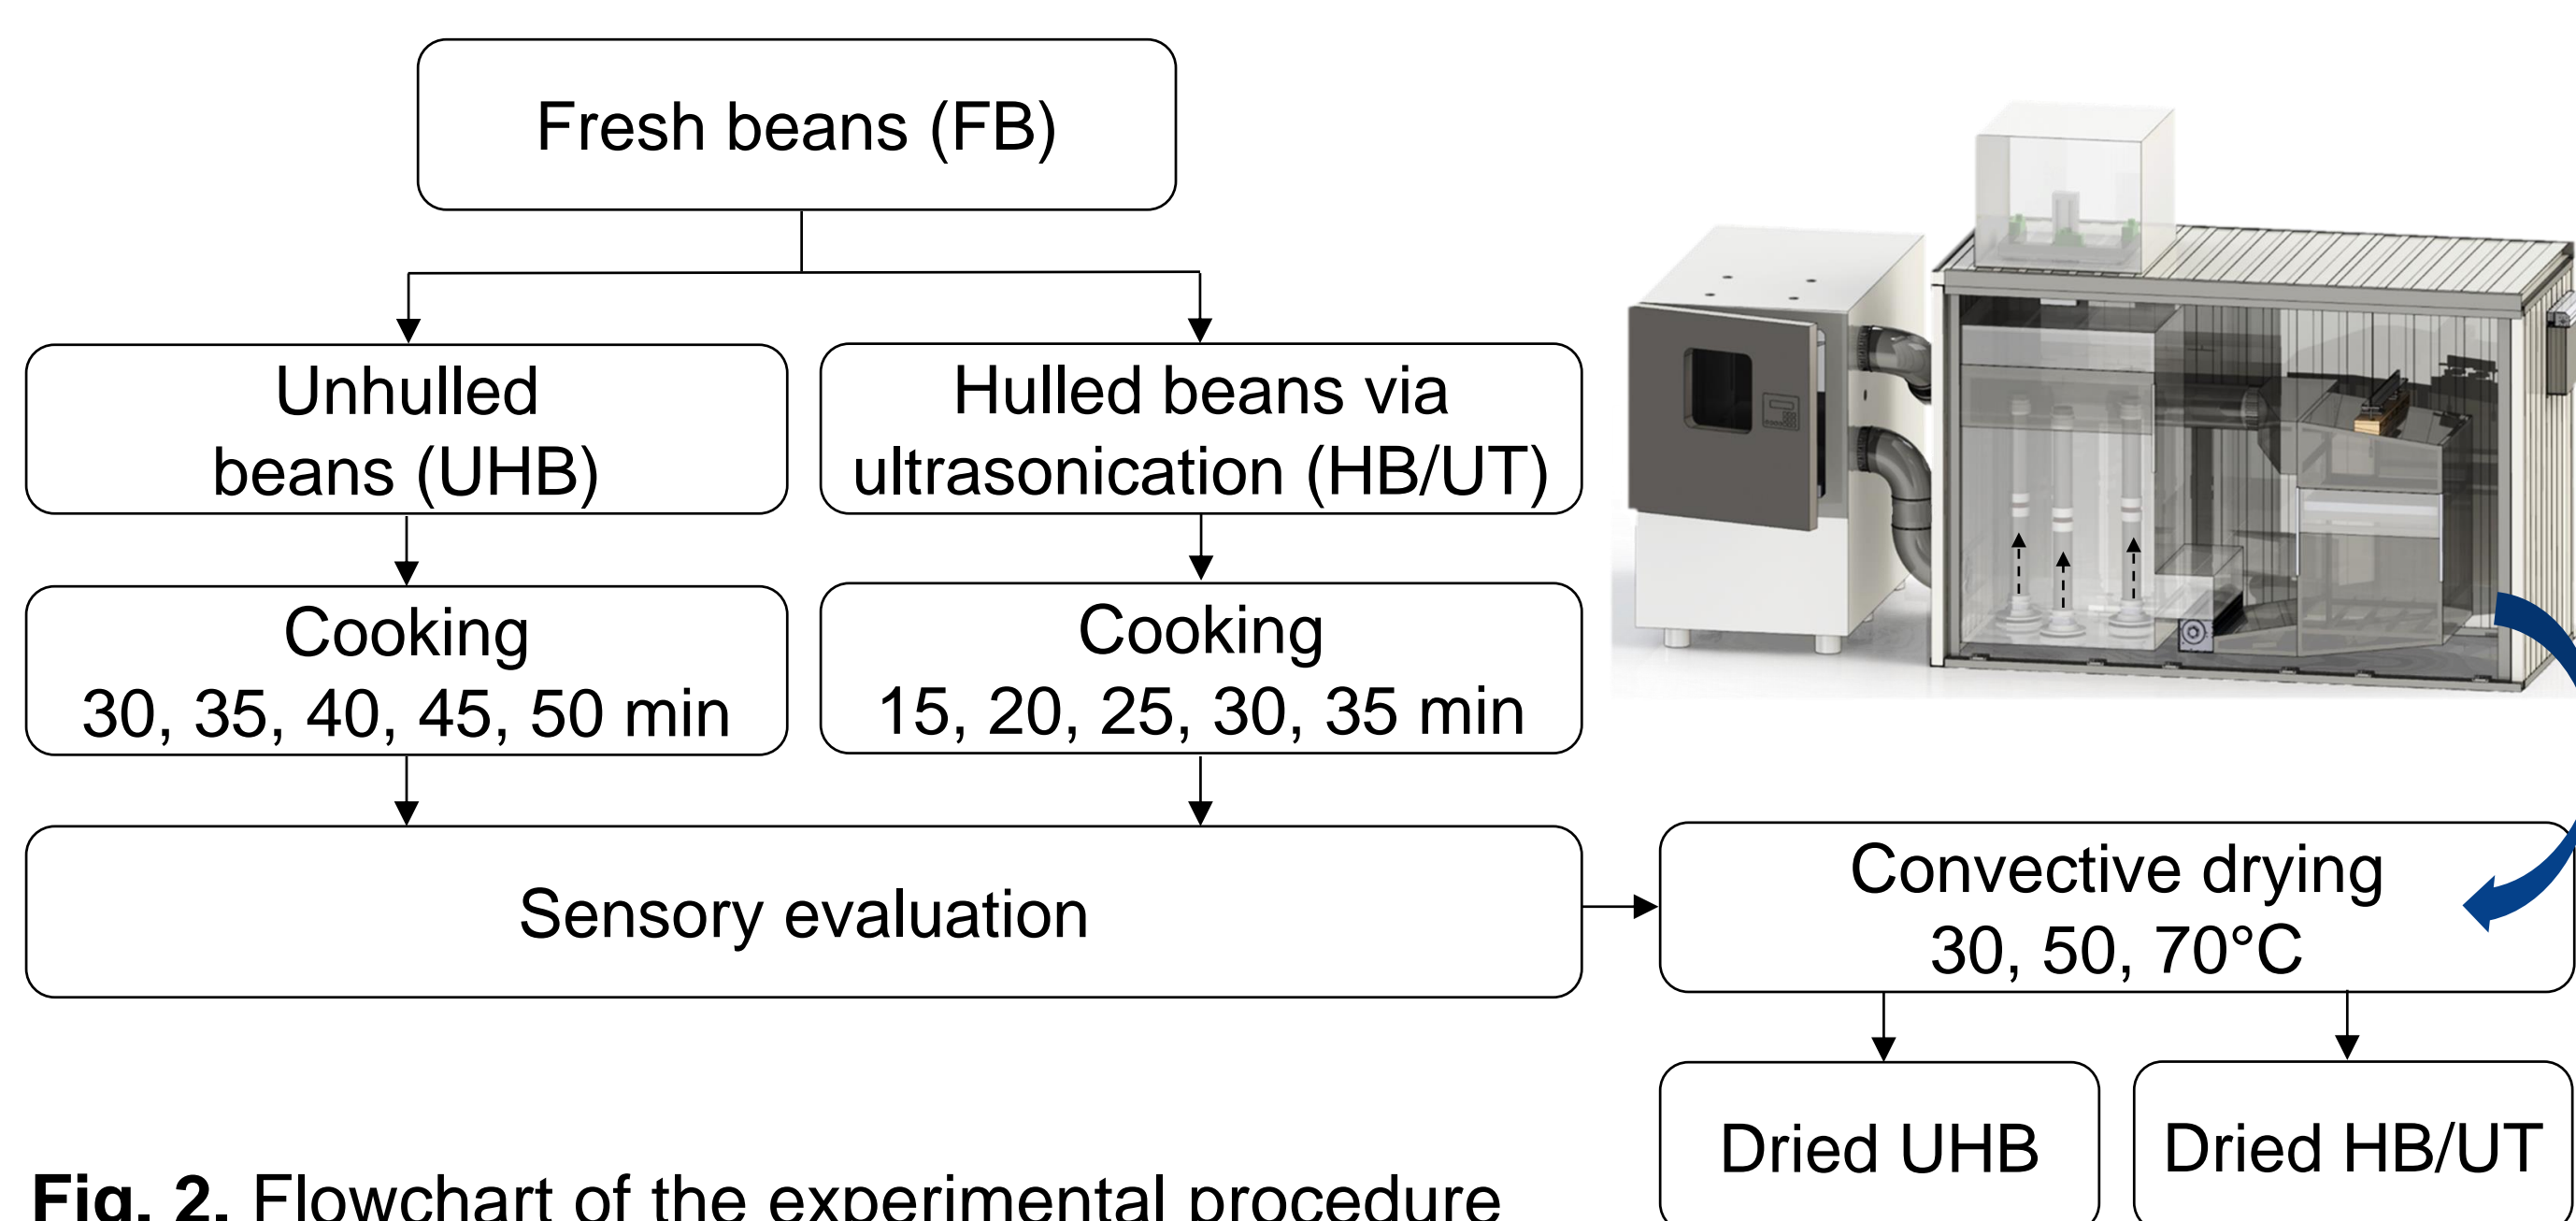 Fresh beans (FB)
Unhulled
beans (UHB)
Hulled beans via
ultrasonication (HB/UT)
Cooking
30, 35, 40, 45, 50 min
Cooking
15, 20, 25, 30, 35 min
Sensory evaluation
Convective drying
30, 50, 70°C
Dried UHB
Dried HB/UT
Fig. 2. Flowchart of the experimental procedure